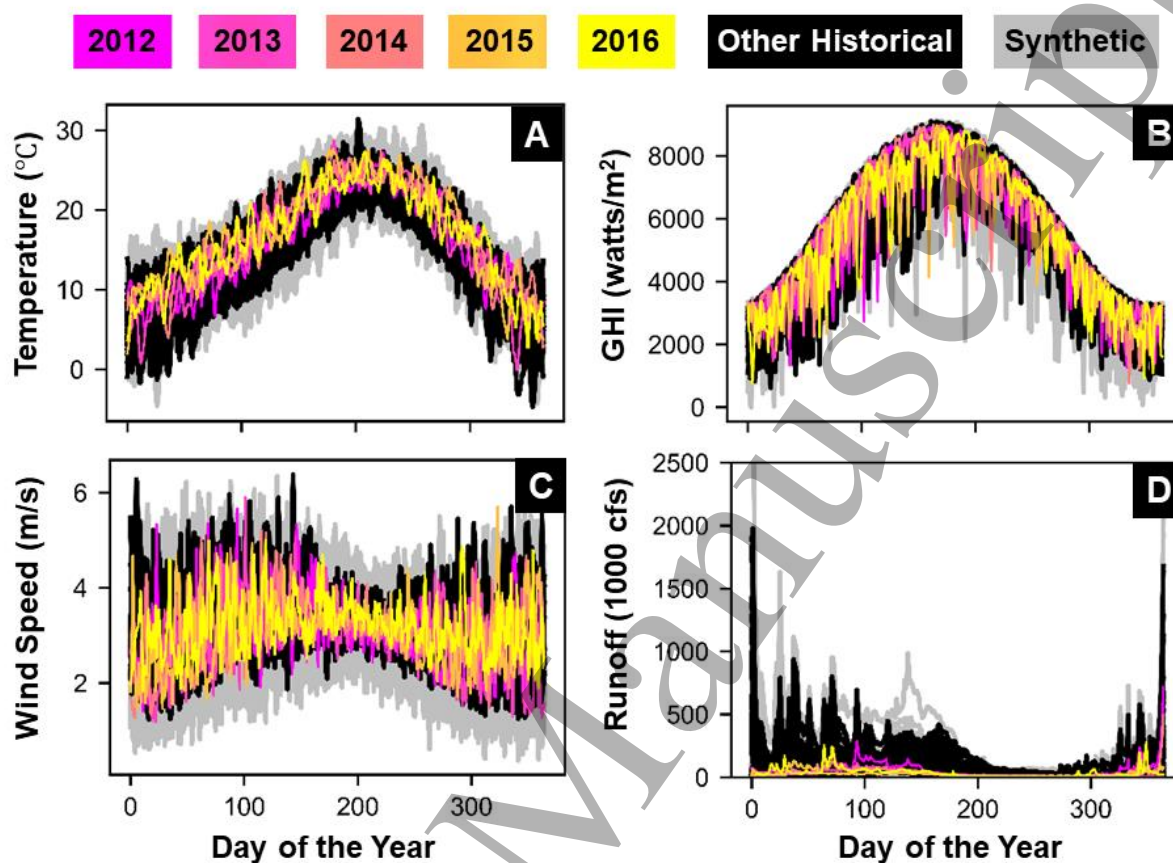 2012 2013 2014 2015 2016 Other Historical Synthetic
A
Temperature (°C)
30
20
10
0
B
GHI (watts/m²)
8000
6000
4000
2000
0
C
Wind Speed (m/s)
6
4
2
0 100 200 300
Day of the Year
D
Runoff (1000 cfs)
2500
2000
1500
1000
500
0
0 100 200 300
Day of the Year
Manuscrip